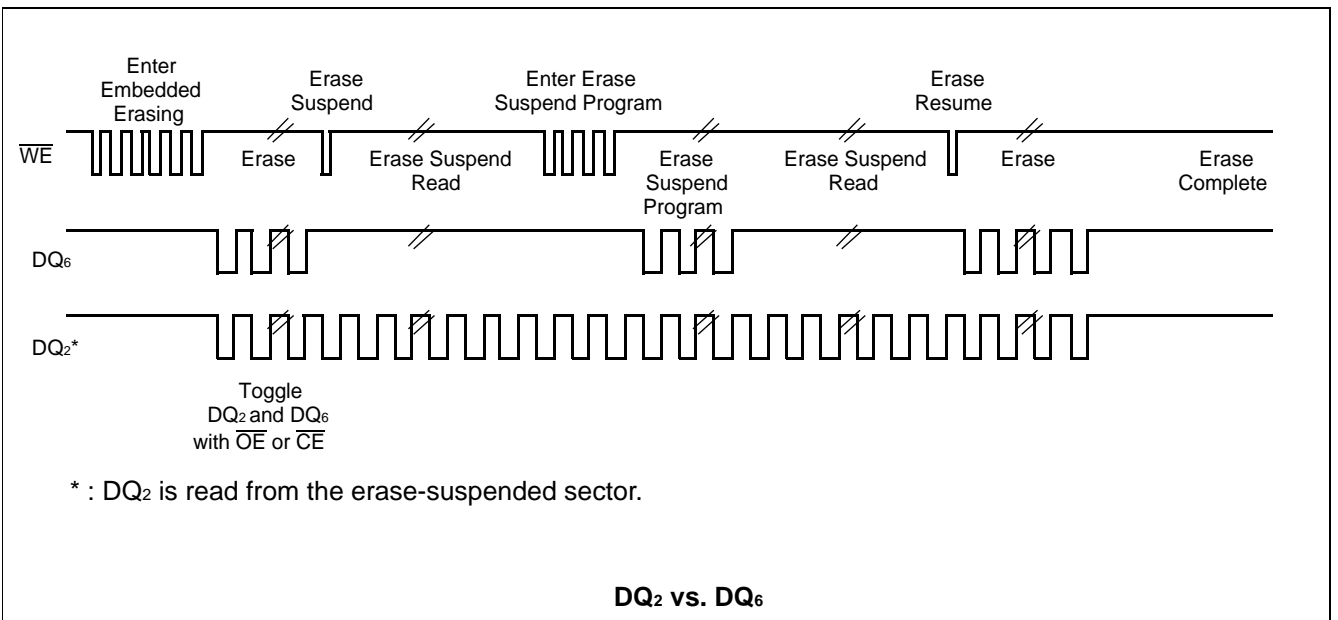 Enter
Embedded
Erasing
Erase
Suspend
Enter Erase
Suspend Program
Erase
Resume
WE
Erase
Erase Suspend
Read
Erase
Suspend
Program
Erase Suspend
Read
Erase
Erase
Complete
DQ6
DQ2*
Toggle
DQ2 and DQ6
with OE or CE
* : DQ2 is read from the erase-suspended sector.
DQ2 vs. DQ6